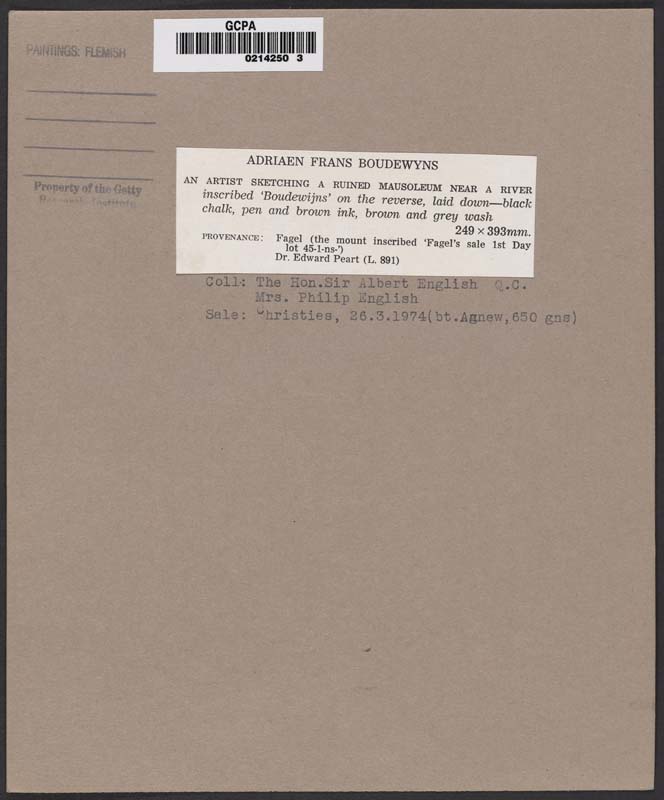 GCPA
0214250 3
PAINTINGS: FLEMISH
Property of the Getty
Research Institute
ADRIAEN FRANS BOUDEWYNS
AN ARTIST SKETCHING A RUINED MAUSOLEUM NEAR A RIVER
inscribed 'Boudewijns' on the reverse, laid down—black
chalk, pen and brown ink, brown and grey wash
249 × 393mm.
PROVENANCE: Fagel (the mount inscribed 'Fagel's sale 1st Day
lot 45-1-ns-')
Dr. Edward Peart (L. 891)
Coll: The Hon.Sir Albert English Q.C.
Mrs. Philip English
Sale: Christies, 26.3.1974(bt.Agnew,650 gns)